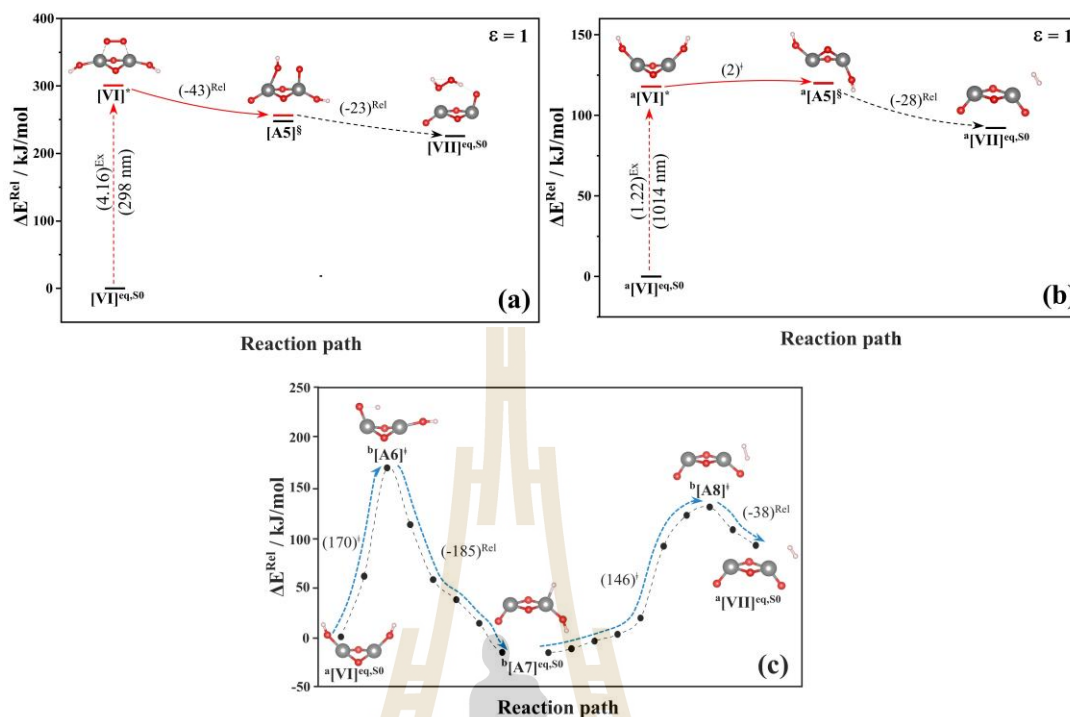 400
300
200
100
0
ΔE^Rel / kJ/mol
ε = 1
[VI]*
(-43)^Rel
[A5]^§
(-23)^Rel
[VII]^eq,S0
(4.16)^Ex
(298 nm)
[VI]^eq,S0
(a)
Reaction path
150
100
50
0
ΔE^Rel / kJ/mol
ε = 1
(2)^ǂ
^a[VI]*
^a[A5]^§
(-28)^Rel
^a[VII]^eq,S0
(1.22)^Ex
(1014 nm)
^a[VI]^eq,S0
(b)
Reaction path
250
200
150
100
50
0
-50
ΔE^Rel / kJ/mol
^b[A6]^ǂ
(170)^ǂ
(-185)^Rel
^a[VI]^eq,S0
^b[A7]^eq,S0
(146)^ǂ
^b[A8]^ǂ
(-38)^Rel
^a[VII]^eq,S0
(c)
Reaction path